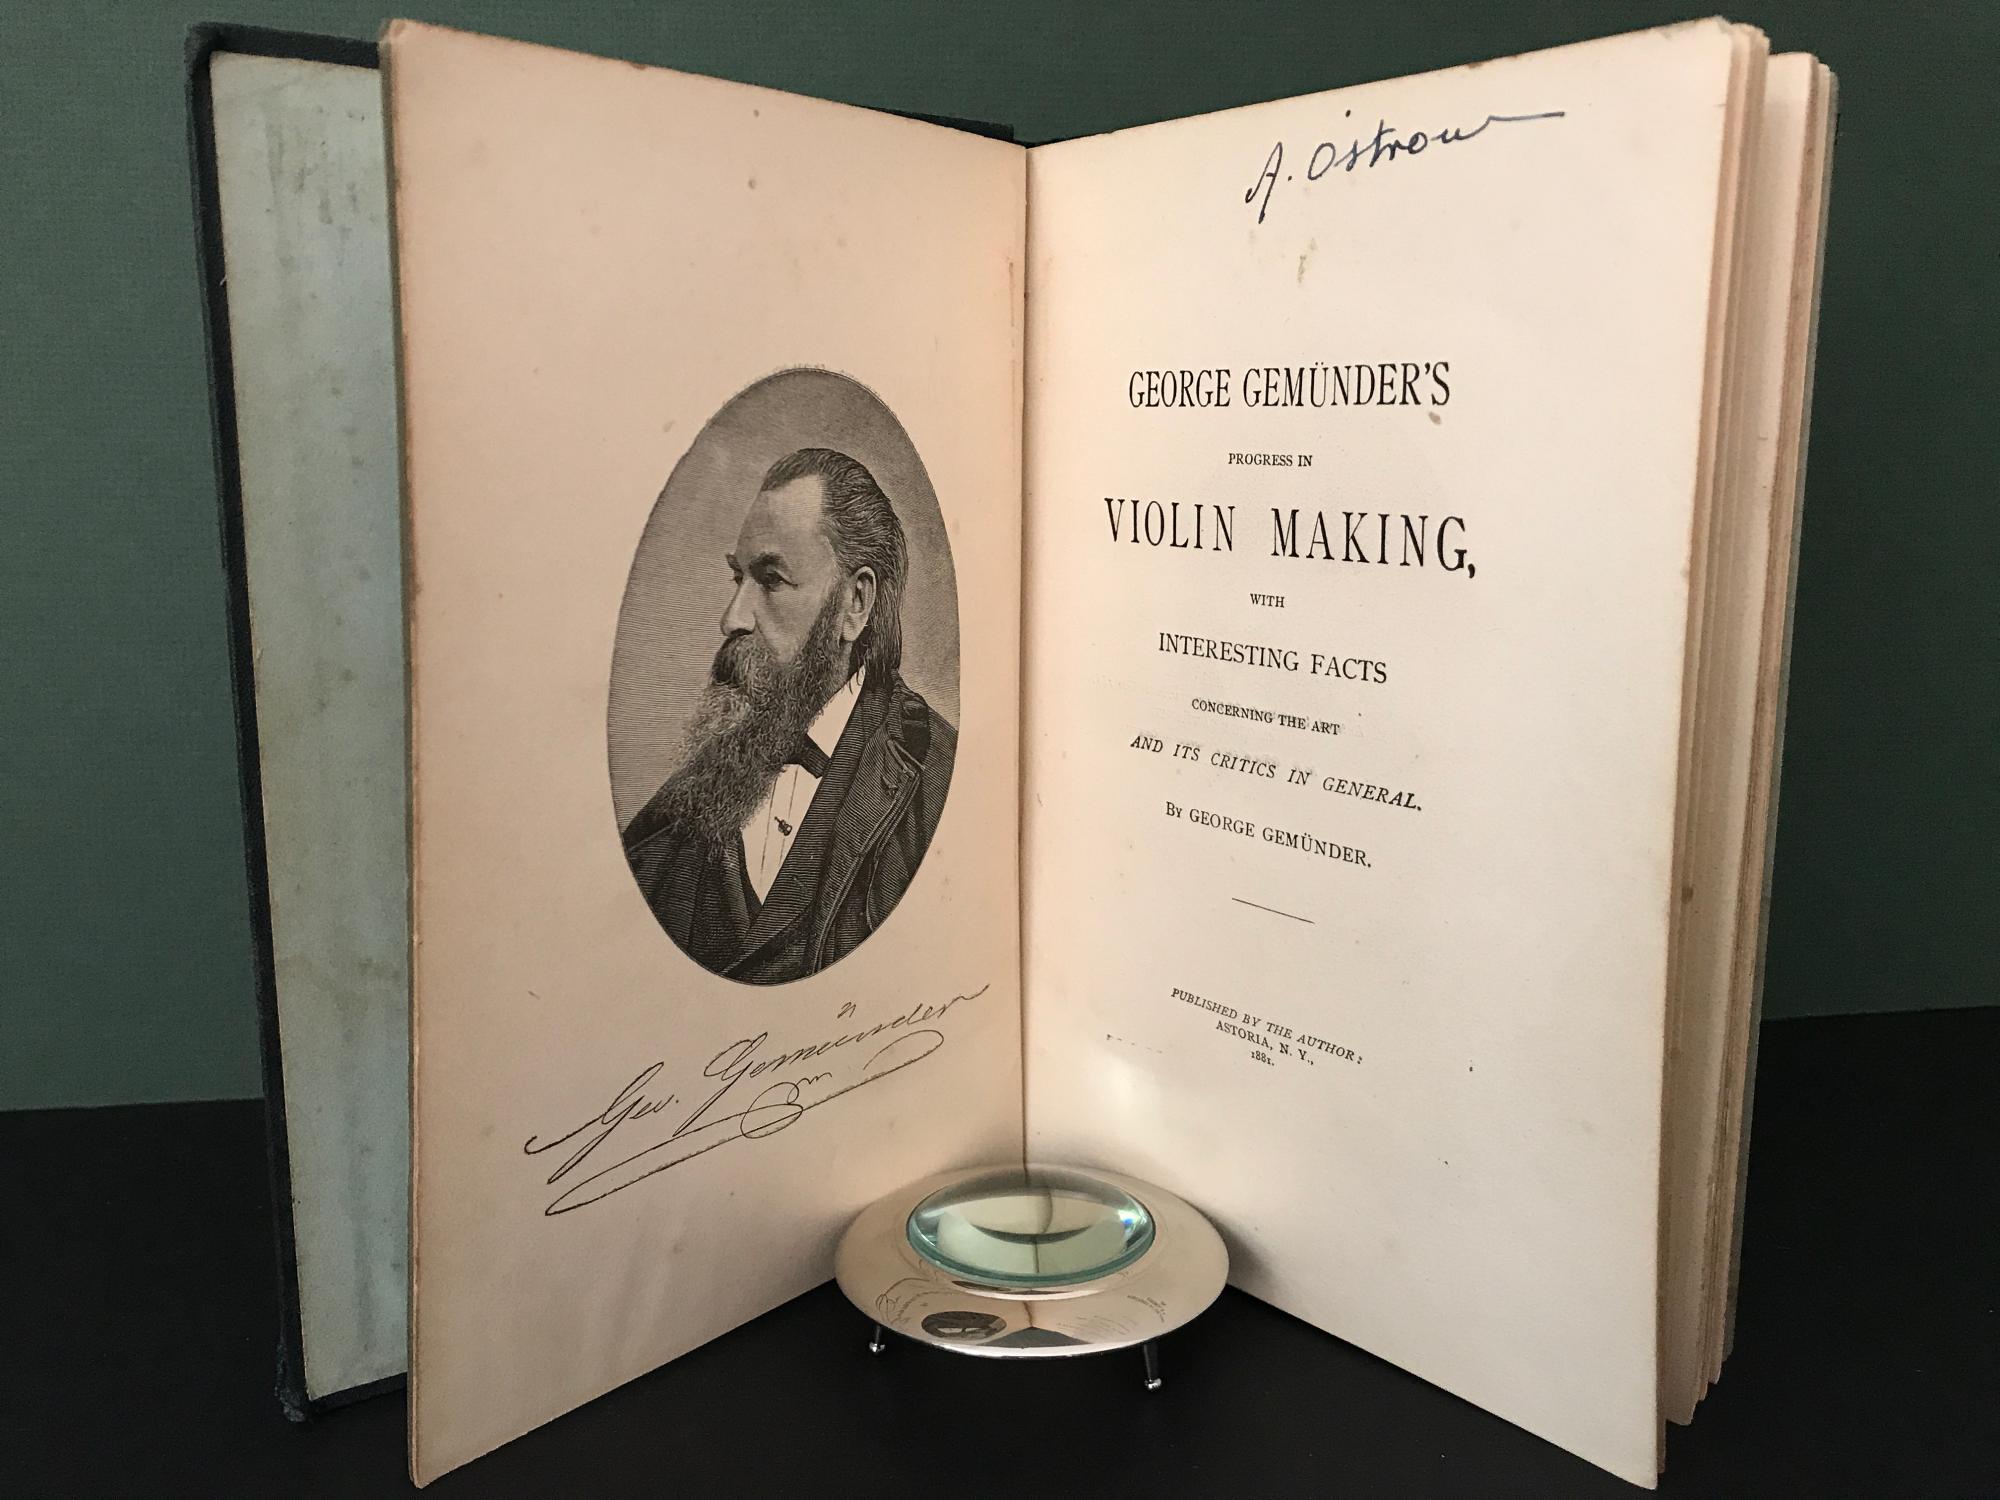 Geo. Gemünder
A. Ostrow
GEORGE GEMÜNDER'S
PROGRESS IN
VIOLIN MAKING,
WITH
INTERESTING FACTS
CONCERNING THE ART
AND ITS CRITICS IN GENERAL.
By GEORGE GEMÜNDER.
PUBLISHED BY THE AUTHOR:
ASTORIA, N. Y.,
1881.